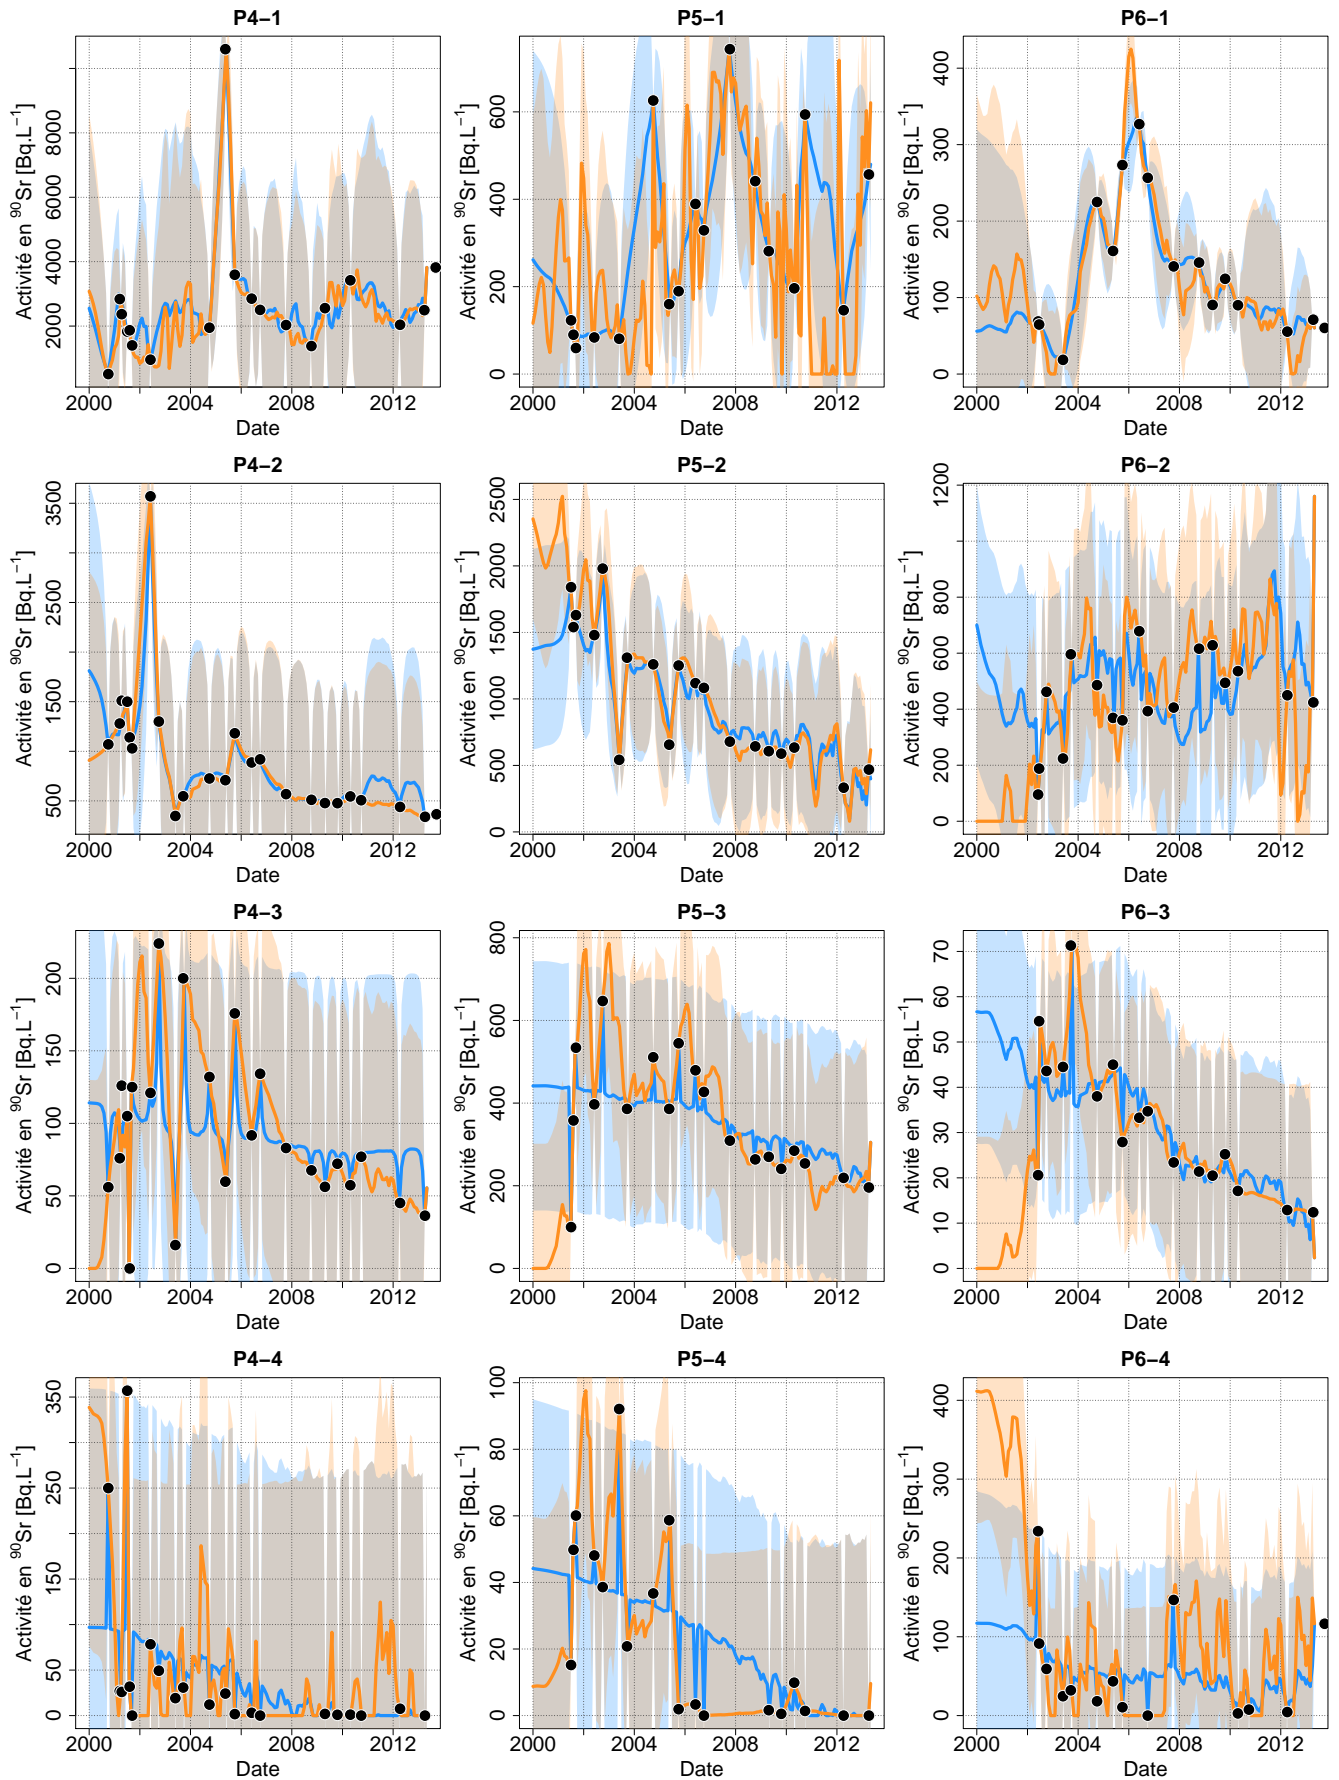 P4−1
Activité en ⁹⁰Sr [Bq.L⁻¹]
2000 4000 6000 8000
2000 2004 2008 2012
Date
P5−1
Activité en ⁹⁰Sr [Bq.L⁻¹]
0 200 400 600
2000 2004 2008 2012
Date
P6−1
Activité en ⁹⁰Sr [Bq.L⁻¹]
0 100 200 300 400
2000 2004 2008 2012
Date
P4−2
Activité en ⁹⁰Sr [Bq.L⁻¹]
500 1500 2500 3500
2000 2004 2008 2012
Date
P5−2
Activité en ⁹⁰Sr [Bq.L⁻¹]
0 500 1000 1500 2000 2500
2000 2004 2008 2012
Date
P6−2
Activité en ⁹⁰Sr [Bq.L⁻¹]
0 200 400 600 800 1200
2000 2004 2008 2012
Date
P4−3
Activité en ⁹⁰Sr [Bq.L⁻¹]
0 50 100 150 200
2000 2004 2008 2012
Date
P5−3
Activité en ⁹⁰Sr [Bq.L⁻¹]
0 200 400 600 800
2000 2004 2008 2012
Date
P6−3
Activité en ⁹⁰Sr [Bq.L⁻¹]
0 10 20 30 40 50 60 70
2000 2004 2008 2012
Date
P4−4
Activité en ⁹⁰Sr [Bq.L⁻¹]
0 50 150 250 350
2000 2004 2008 2012
Date
P5−4
Activité en ⁹⁰Sr [Bq.L⁻¹]
0 20 40 60 80 100
2000 2004 2008 2012
Date
P6−4
Activité en ⁹⁰Sr [Bq.L⁻¹]
0 100 200 300 400
2000 2004 2008 2012
Date